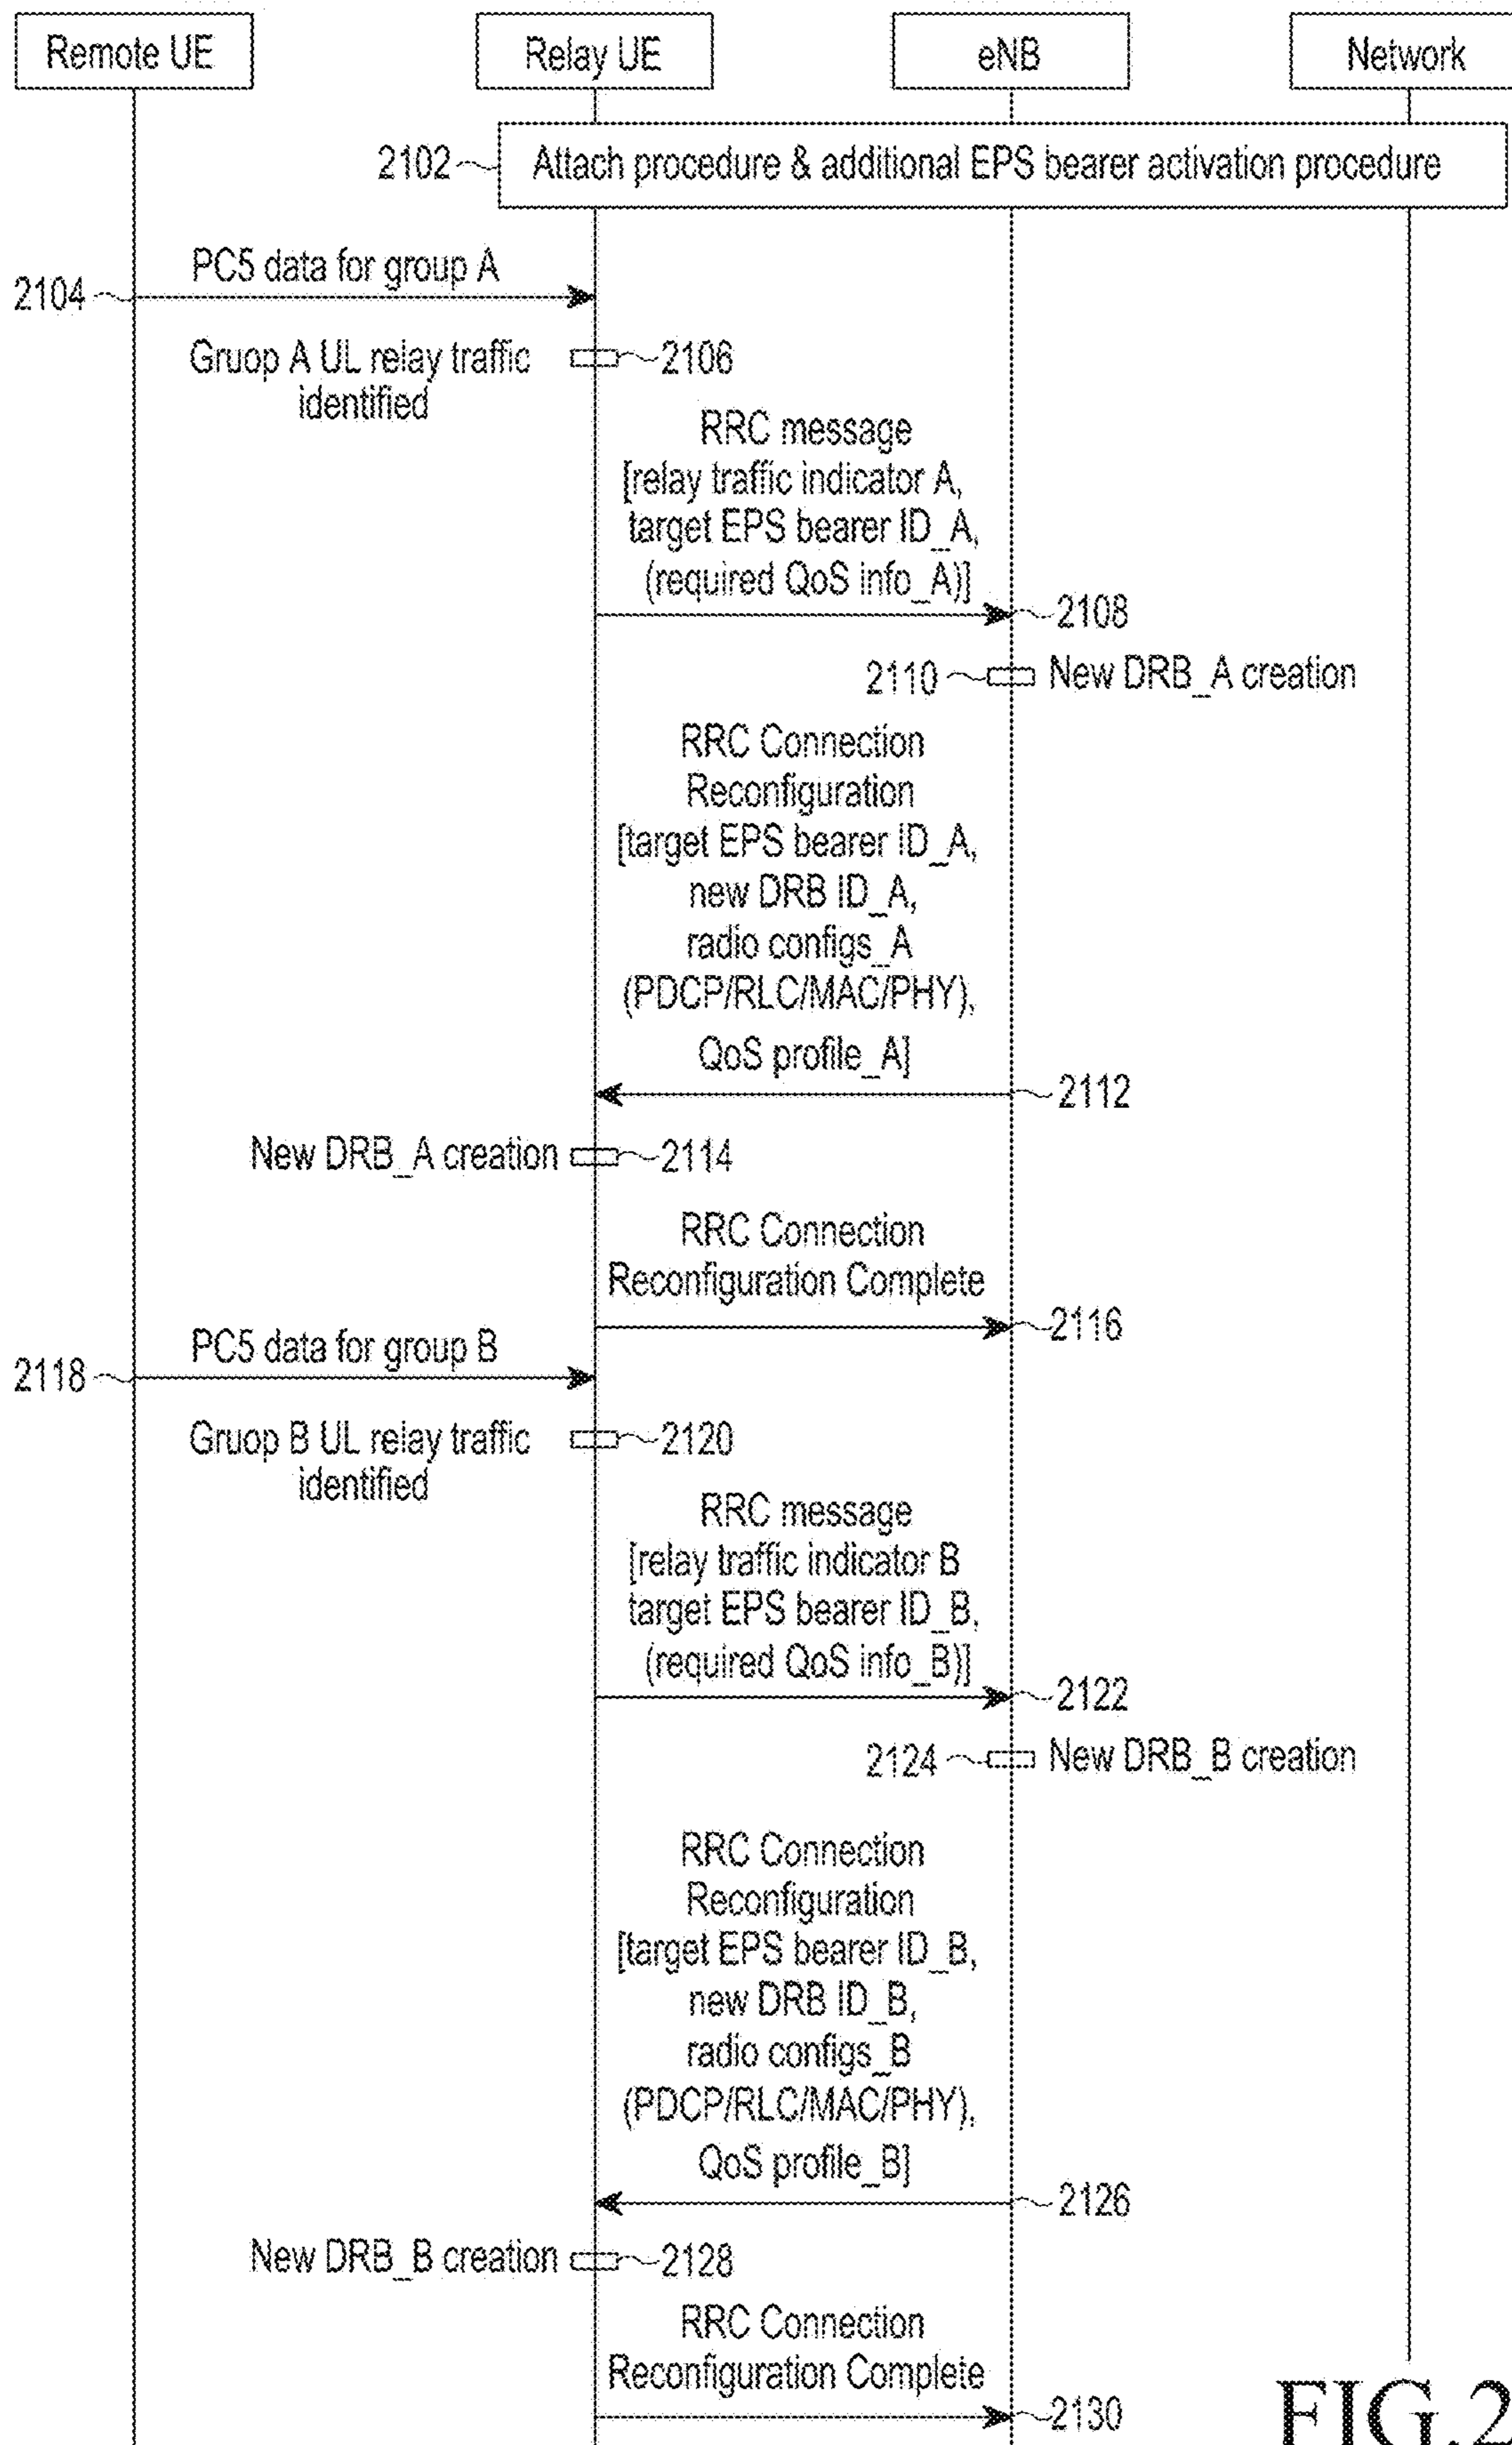 Remote UE
Relay UE
eNB
Network
2102
Attach procedure & additional EPS bearer activation procedure
PC5 data for group A
2104
Gruop A UL relay traffic
identified
2106
RRC message
[relay traffic indicator A,
target EPS bearer ID_A,
(required QoS info_A)]
2108
2110
New DRB_A creation
RRC Connection
Reconfiguration
[target EPS bearer ID_A,
new DRB ID_A,
radio configs_A
(PDCP/RLC/MAC/PHY),
QoS profile_A]
2112
New DRB_A creation
2114
RRC Connection
Reconfiguration Complete
2116
PC5 data for group B
2118
Gruop B UL relay traffic
identified
2120
RRC message
[relay traffic indicator B
target EPS bearer ID_B,
(required QoS info_B)]
2122
2124
New DRB_B creation
RRC Connection
Reconfiguration
[target EPS bearer ID_B,
new DRB ID_B,
radio configs_B
(PDCP/RLC/MAC/PHY),
QoS profile_B]
2126
New DRB_B creation
2128
RRC Connection
Reconfiguration Complete
2130
FIG.2